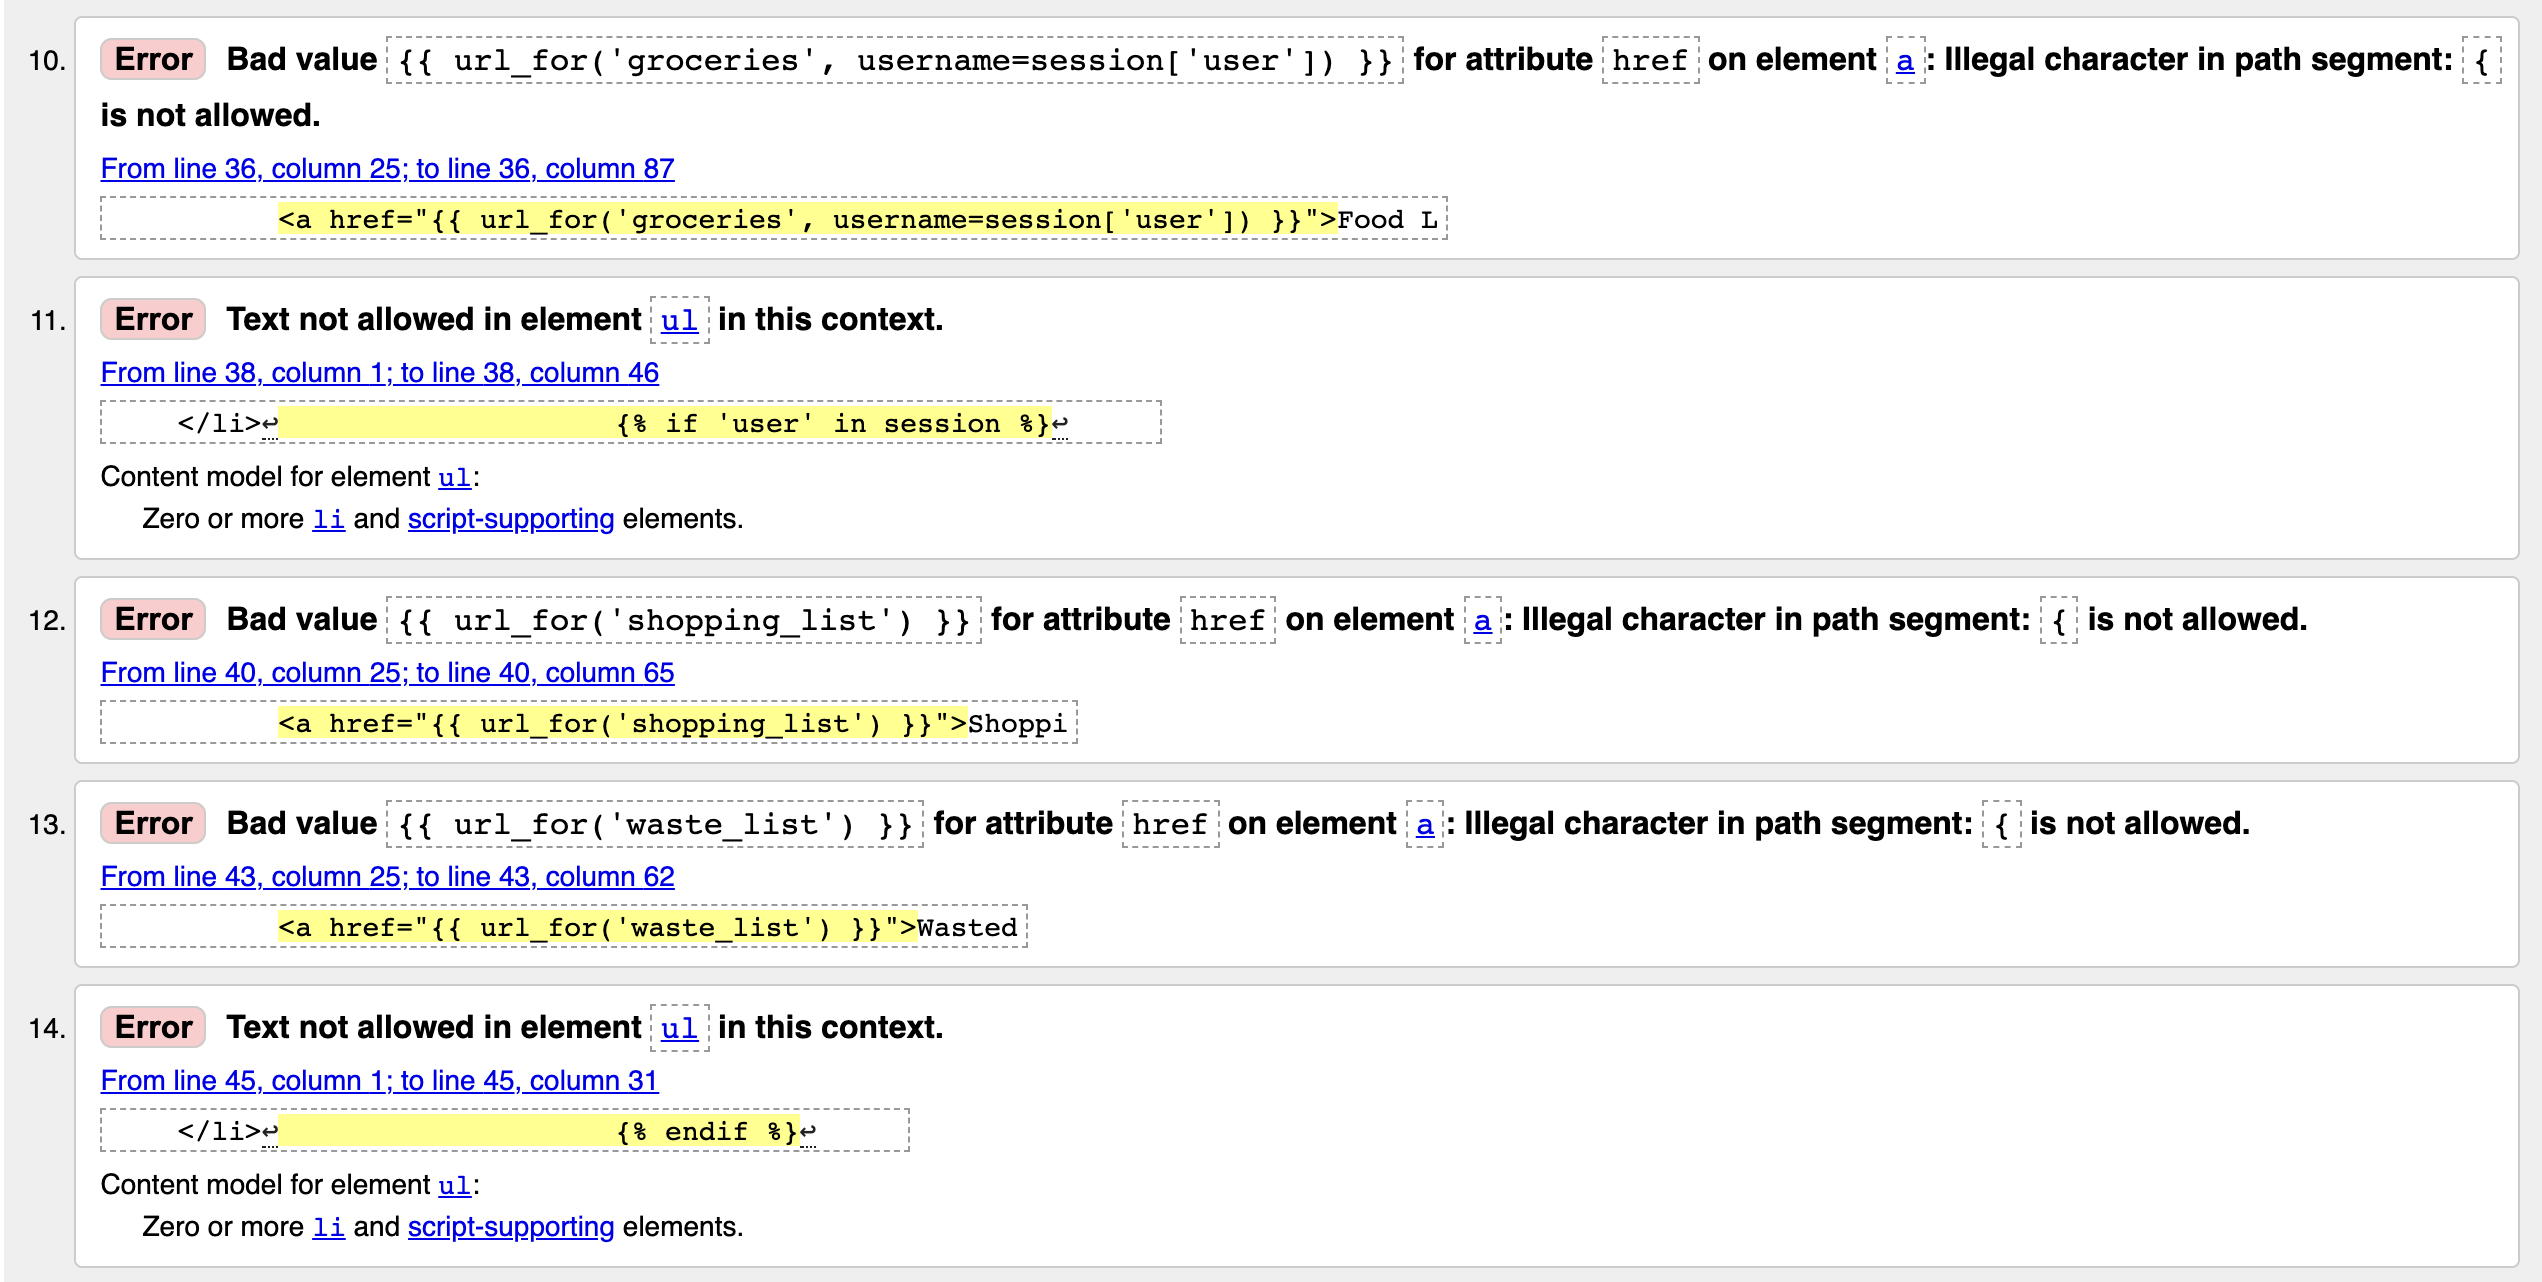 10. Error Bad value {{ url_for('groceries', username=session['user']) }} for attribute href on element a: Illegal character in path segment: {
is not allowed.
From line 36, column 25; to line 36, column 87
<a href="{{ url_for('groceries', username=session['user']) }}">Food L
11. Error Text not allowed in element ul in this context.
From line 38, column 1; to line 38, column 46
</li>↩ {% if 'user' in session %}↩
Content model for element ul:
Zero or more li and script-supporting elements.
12. Error Bad value {{ url_for('shopping_list') }} for attribute href on element a: Illegal character in path segment: { is not allowed.
From line 40, column 25; to line 40, column 65
<a href="{{ url_for('shopping_list') }}">Shoppi
13. Error Bad value {{ url_for('waste_list') }} for attribute href on element a: Illegal character in path segment: { is not allowed.
From line 43, column 25; to line 43, column 62
<a href="{{ url_for('waste_list') }}">Wasted
14. Error Text not allowed in element ul in this context.
From line 45, column 1; to line 45, column 31
</li>↩ {% endif %}↩
Content model for element ul:
Zero or more li and script-supporting elements.